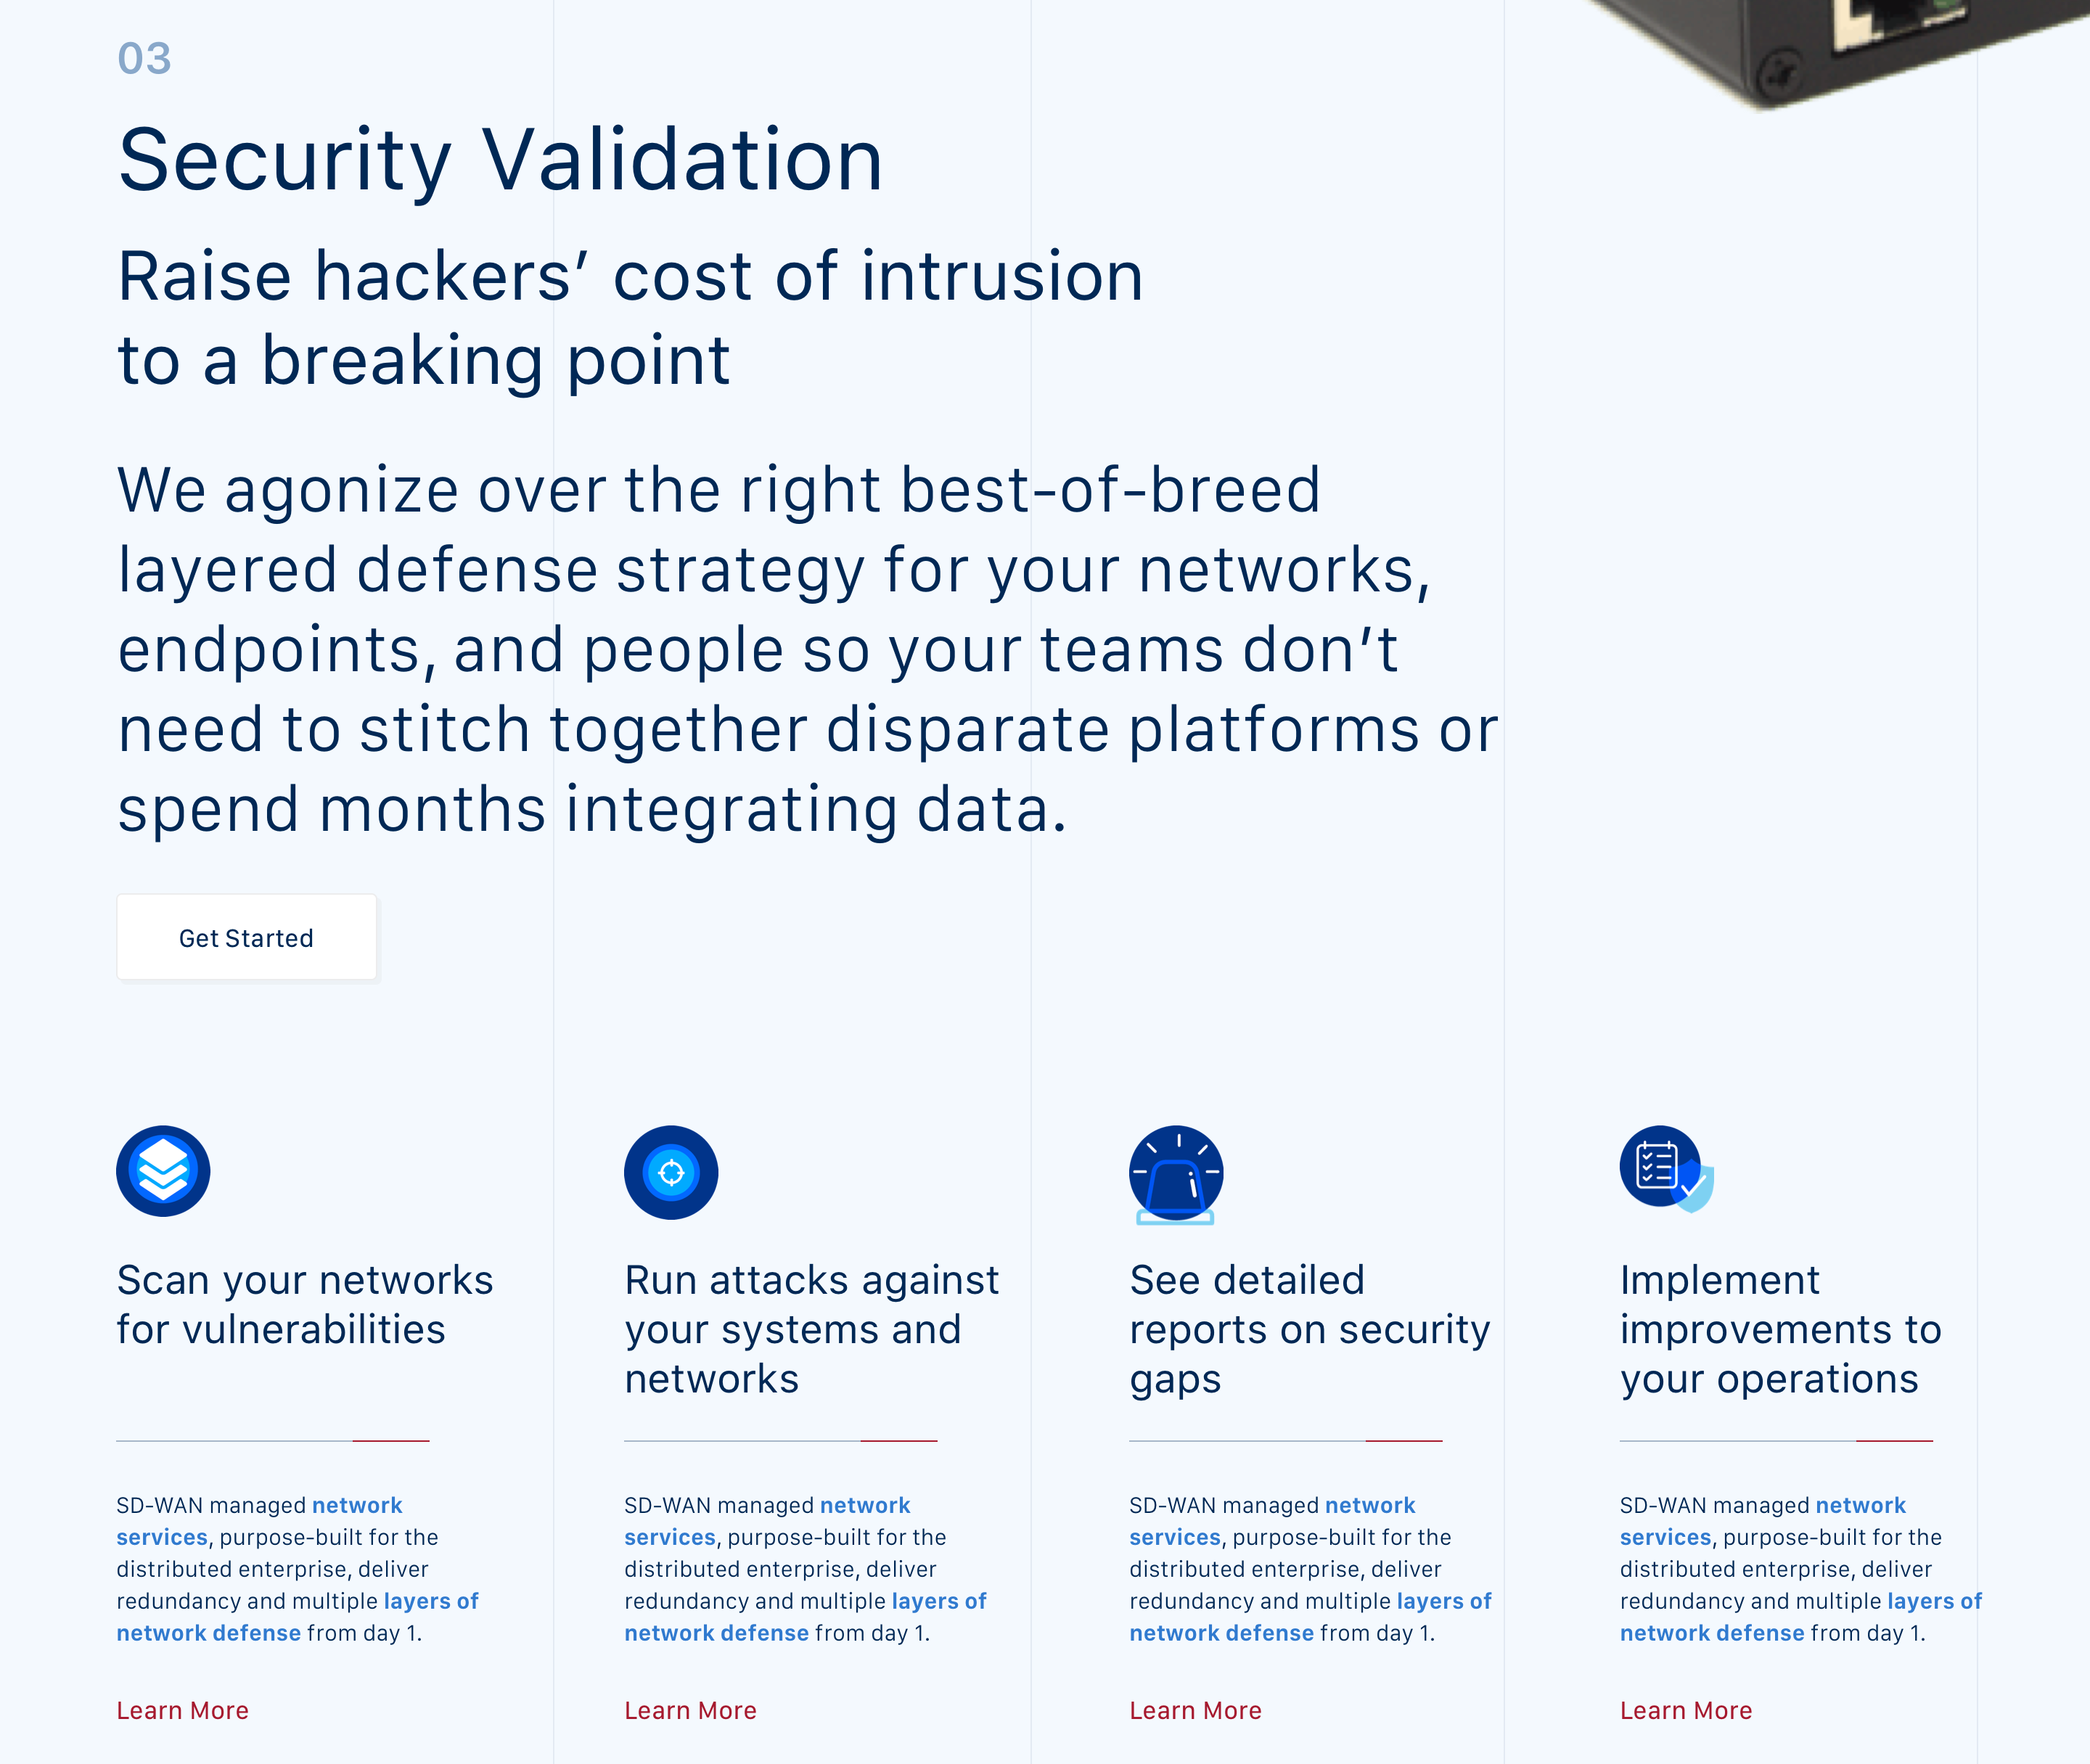 03
Security Validation
Raise hackers’ cost of intrusion
to a breaking point
We agonize over the right best-of-breed
layered defense strategy for your networks,
endpoints, and people so your teams don’t
need to stitch together disparate platforms or
spend months integrating data.
Get Started
Scan your networks
for vulnerabilities
SD-WAN managed network
services, purpose-built for the
distributed enterprise, deliver
redundancy and multiple layers of
network defense from day 1.
Learn More
Run attacks against
your systems and
networks
SD-WAN managed network
services, purpose-built for the
distributed enterprise, deliver
redundancy and multiple layers of
network defense from day 1.
Learn More
See detailed
reports on security
gaps
SD-WAN managed network
services, purpose-built for the
distributed enterprise, deliver
redundancy and multiple layers of
network defense from day 1.
Learn More
Implement
improvements to
your operations
SD-WAN managed network
services, purpose-built for the
distributed enterprise, deliver
redundancy and multiple layers of
network defense from day 1.
Learn More